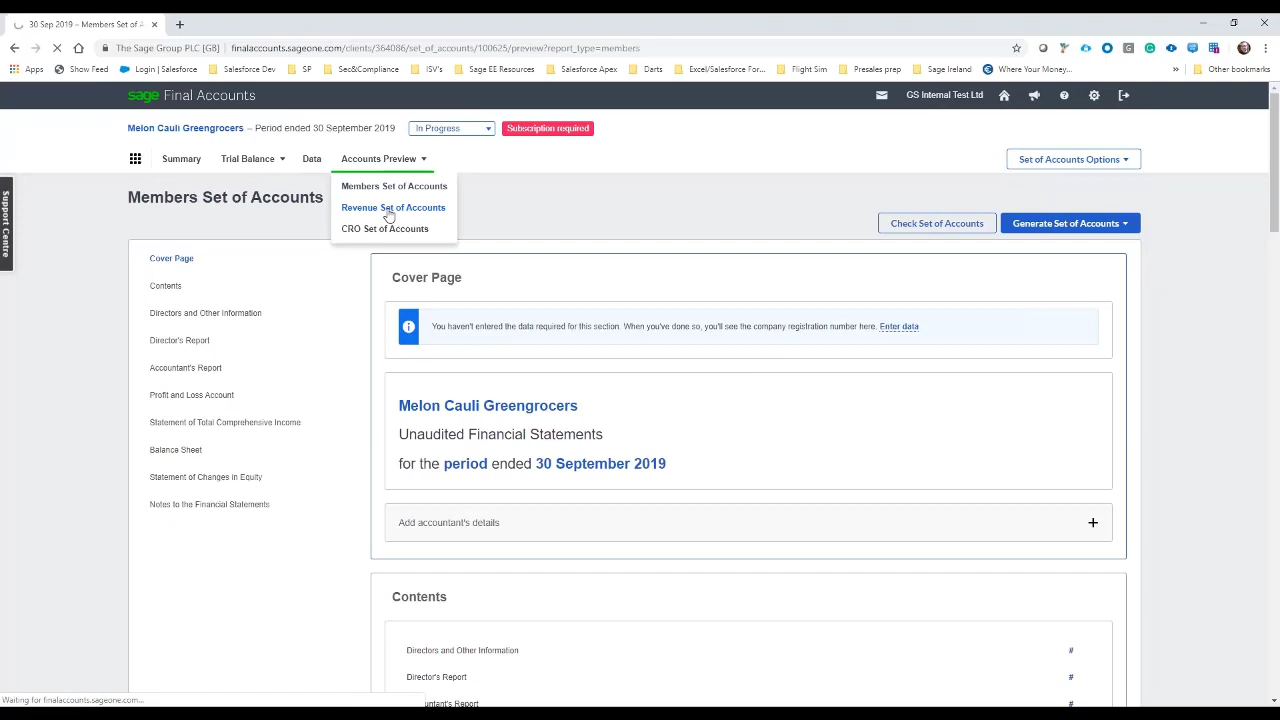 30 Sep 2019 – Members Set of A
The Sage Group PLC [GB] finalaccounts.sageone.com/clients/364086/set_of_accounts/100625/preview?report_type=members
Apps Show Feed Login | Salesforce Salesforce Dev SP Sec&Compliance ISV's Sage EE Resources Salesforce Apex Darts Excel/Salesforce For... Flight Sim Presales prep Sage Ireland Where Your Money... » Other bookmarks
sage Final Accounts GS Internal Test Ltd
Melon Cauli Greengrocers – Period ended 30 September 2019 In Progress Subscription required
Summary Trial Balance Data Accounts Preview Set of Accounts Options
Members Set of Accounts
Revenue Set of Accounts
CRO Set of Accounts
Support Centre
Members Set of Accounts
Check Set of Accounts Generate Set of Accounts
Cover Page
Contents
Directors and Other Information
Director's Report
Accountant's Report
Profit and Loss Account
Statement of Total Comprehensive Income
Balance Sheet
Statement of Changes in Equity
Notes to the Financial Statements
Cover Page
You haven't entered the data required for this section. When you've done so, you'll see the company registration number here. Enter data
Melon Cauli Greengrocers
Unaudited Financial Statements
for the period ended 30 September 2019
Add accountant's details +
Contents
Directors and Other Information #
Director's Report #
countant's Report #
Waiting for finalaccounts.sageone.com...